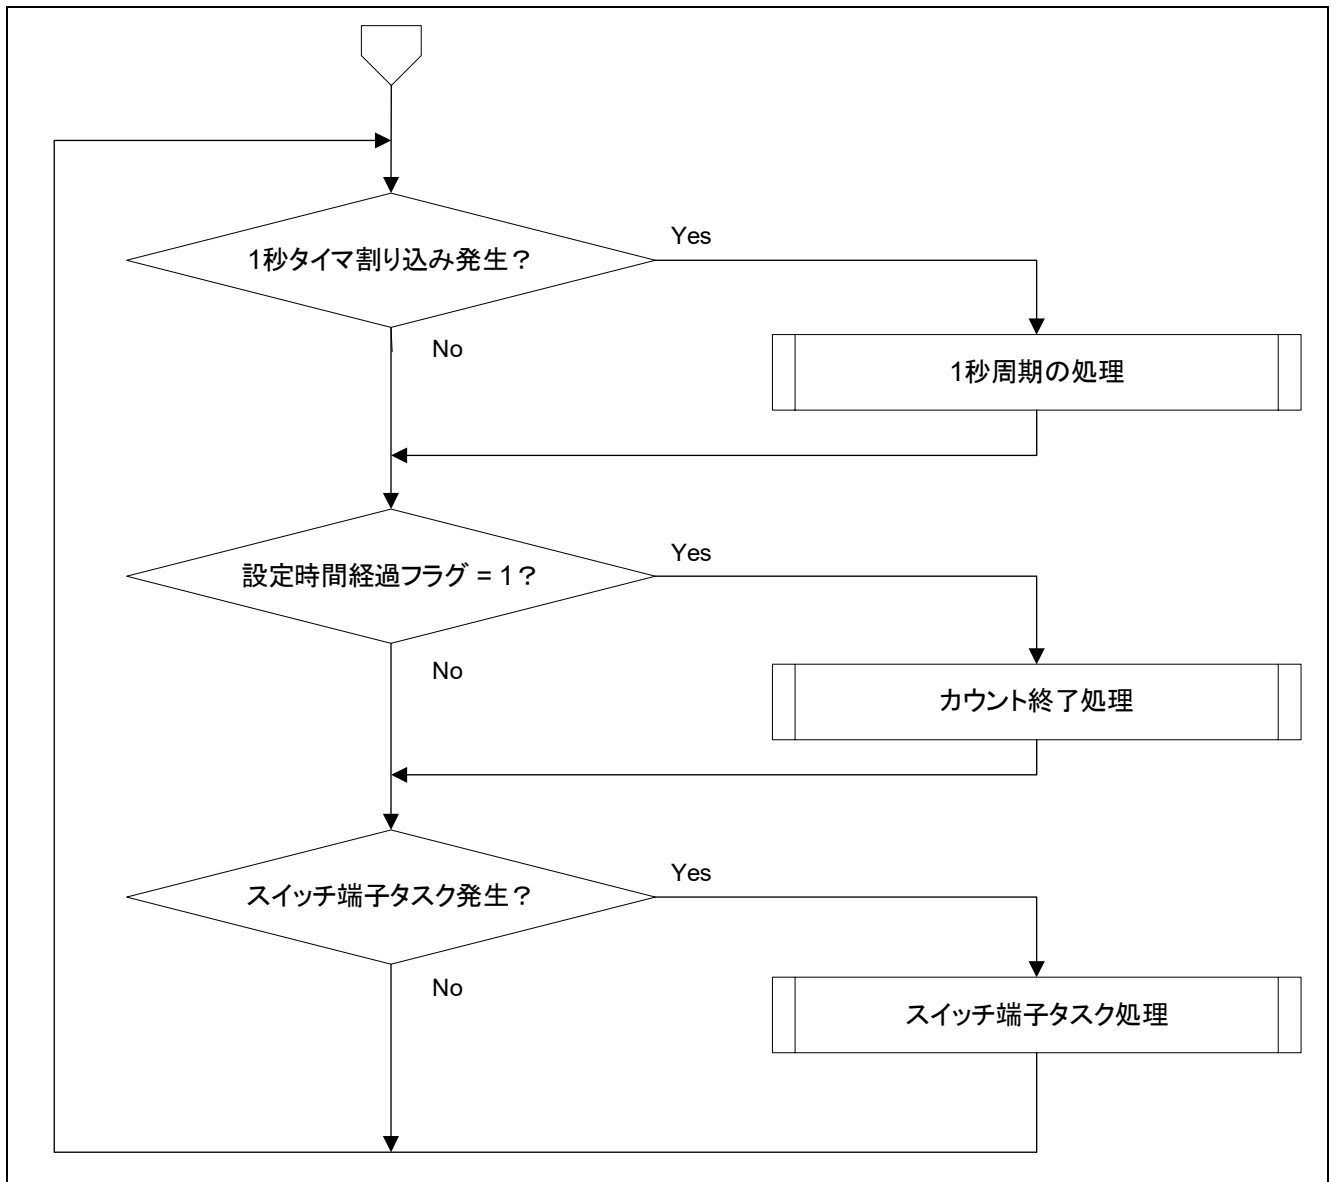 1秒タイマ割り込み発生？
Yes
No
1秒周期の処理
設定時間経過フラグ = 1？
Yes
No
カウント終了処理
スイッチ端子タスク発生？
Yes
No
スイッチ端子タスク処理